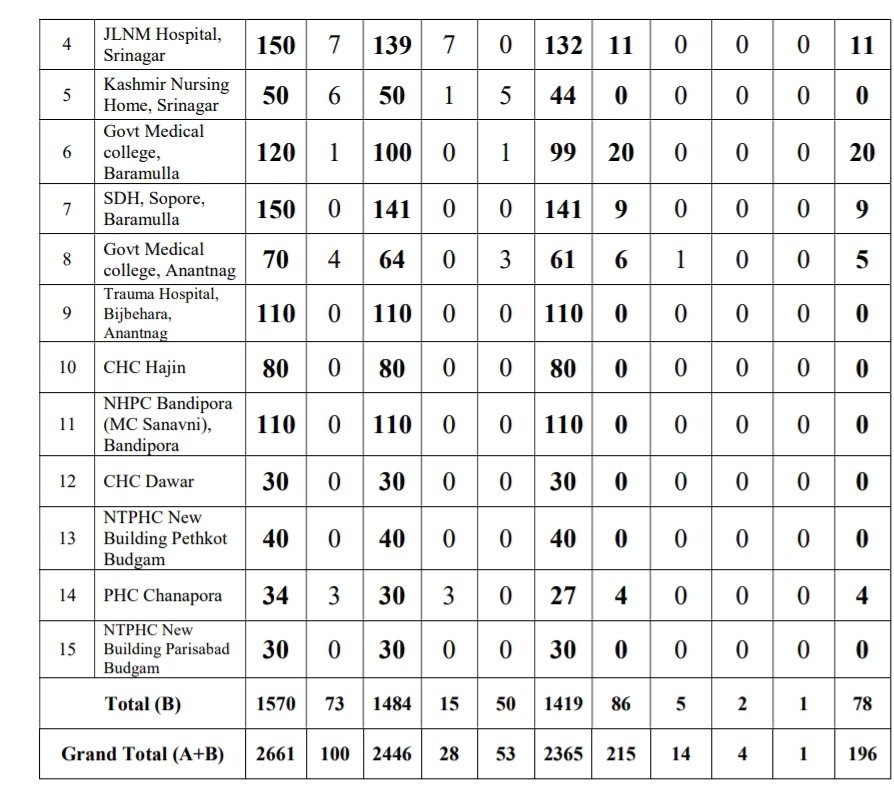 4 JLNM Hospital, Srinagar 150 7 139 7 0 132 11 0 0 0 11
5 Kashmir Nursing Home, Srinagar 50 6 50 1 5 44 0 0 0 0 0
6 Govt Medical college, Baramulla 120 1 100 0 1 99 20 0 0 0 20
7 SDH, Sopore, Baramulla 150 0 141 0 0 141 9 0 0 0 9
8 Govt Medical college, Anantnag 70 4 64 0 3 61 6 1 0 0 5
9 Trauma Hospital, Bijbehara, Anantnag 110 0 110 0 0 110 0 0 0 0 0
10 CHC Hajin 80 0 80 0 0 80 0 0 0 0 0
11 NHPC Bandipora (MC Sanavni), Bandipora 110 0 110 0 0 110 0 0 0 0 0
12 CHC Dawar 30 0 30 0 0 30 0 0 0 0 0
13 NTPHC New Building Pethkot Budgam 40 0 40 0 0 40 0 0 0 0 0
14 PHC Chanapora 34 3 30 3 0 27 4 0 0 0 4
15 NTPHC New Building Parisabad Budgam 30 0 30 0 0 30 0 0 0 0 0
Total (B) 1570 73 1484 15 50 1419 86 5 2 1 78
Grand Total (A+B) 2661 100 2446 28 53 2365 215 14 4 1 196